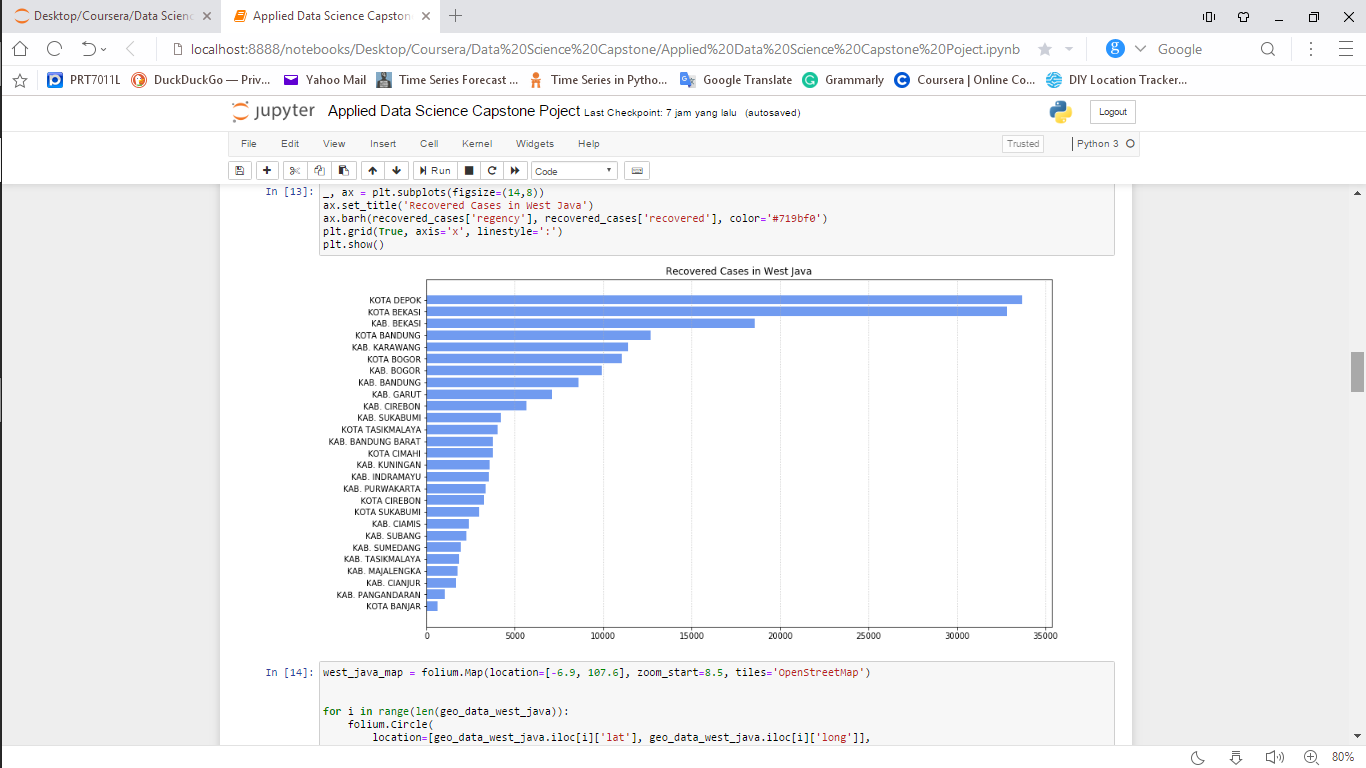 Desktop/Coursera/Data Scienc
Applied Data Science Capston
localhost:8888/notebooks/Desktop/Coursera/Data%20Science%20Capstone/Applied%20Data%20Science%20Capstone%20Poject.ipynb
g
Google
PRT7011L
DuckDuckGo — Priv...
Yahoo Mail
Time Series Forecast ...
Time Series in Pytho...
Google Translate
Grammarly
Coursera | Online Co...
DIY Location Tracker...
jupyter Applied Data Science Capstone Poject Last Checkpoint: 7 jam yang lalu (autosaved)
Logout
File Edit View Insert Cell Kernel Widgets Help
Trusted
Python 3
Run
Code
In [13]:
_, ax = plt.subplots(figsize=(14,8))
ax.set_title('Recovered Cases in West Java')
ax.barh(recovered_cases['regency'], recovered_cases['recovered'], color='#719bf0')
plt.grid(True, axis='x', linestyle=':')
plt.show()
Recovered Cases in West Java
KOTA DEPOK
KOTA BEKASI
KAB. BEKASI
KOTA BANDUNG
KAB. KARAWANG
KOTA BOGOR
KAB. BOGOR
KAB. BANDUNG
KAB. GARUT
KAB. CIREBON
KAB. SUKABUMI
KOTA TASIKMALAYA
KAB. BANDUNG BARAT
KOTA CIMAHI
KAB. KUNINGAN
KAB. INDRAMAYU
KAB. PURWAKARTA
KOTA CIREBON
KOTA SUKABUMI
KAB. CIAMIS
KAB. SUBANG
KAB. SUMEDANG
KAB. TASIKMALAYA
KAB. MAJALENGKA
KAB. CIANJUR
KAB. PANGANDARAN
KOTA BANJAR
0 5000 10000 15000 20000 25000 30000 35000
In [14]:
west_java_map = folium.Map(location=[-6.9, 107.6], zoom_start=8.5, tiles='OpenStreetMap')
for i in range(len(geo_data_west_java)):
folium.Circle(
location=[geo_data_west_java.iloc[i]['lat'], geo_data_west_java.iloc[i]['long']],
80%